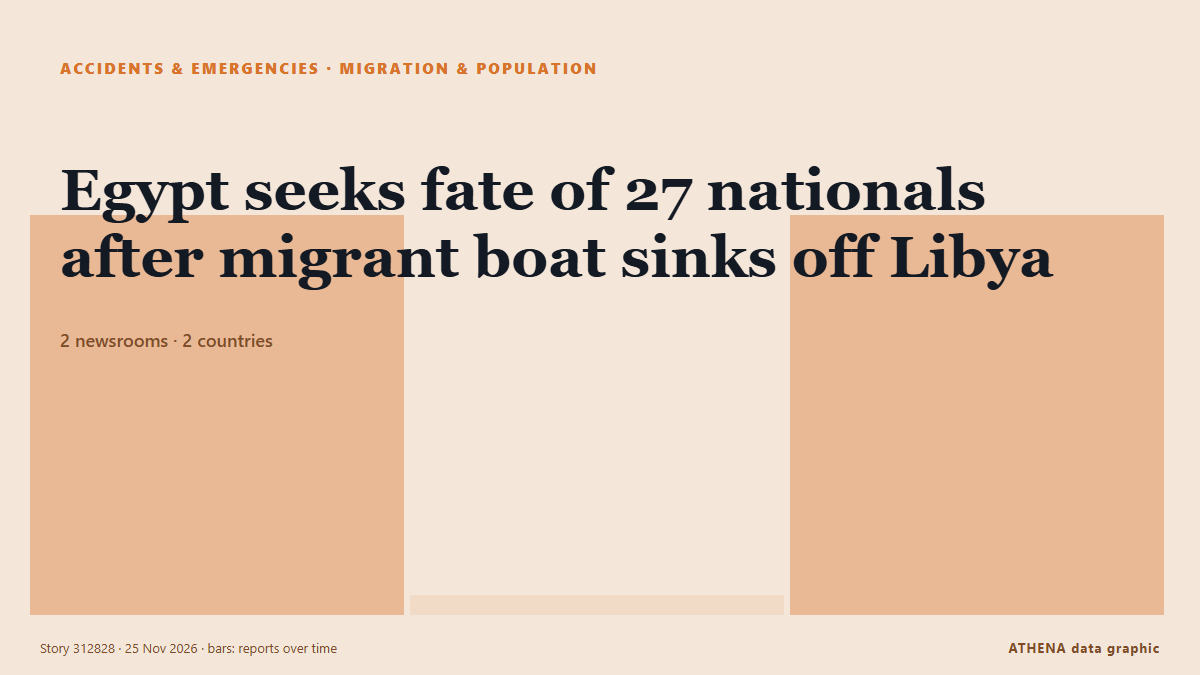 ACCIDENTS & EMERGENCIES · MIGRATION & POPULATION
Egypt seeks fate of 27 nationals
after migrant boat sinks off Libya
2 newsrooms · 2 countries
Story 312828 · 25 Nov 2026 · bars: reports over time
ATHENA data graphic